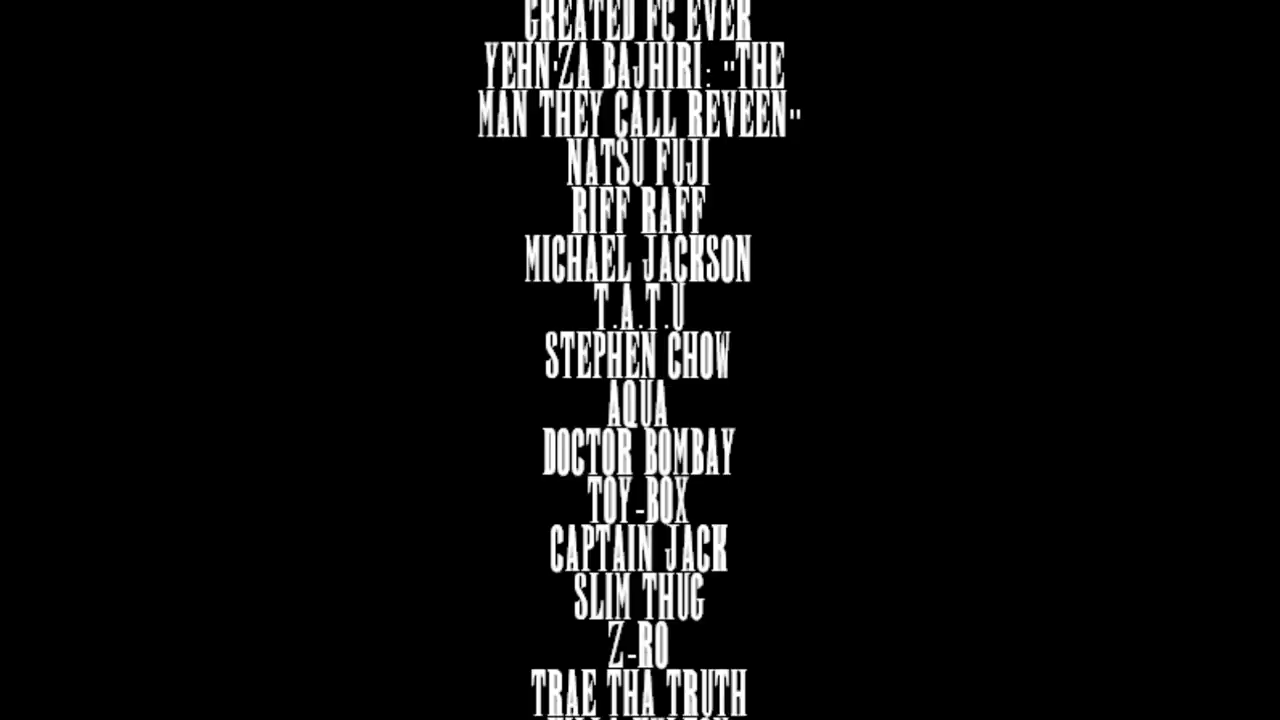 GREATED FC EVER
YEHN'ZA BAJHIRI: "THE
MAN THEY CALL REVEEN"
NATSU FUJI
RIFF RAFF
MICHAEL JACKSON
T.A.T.U
STEPHEN CHOW
AQUA
DOCTOR BOMBAY
TOY-BOX
CAPTAIN JACK
SLIM THUG
Z-RO
TRAE THA TRUTH